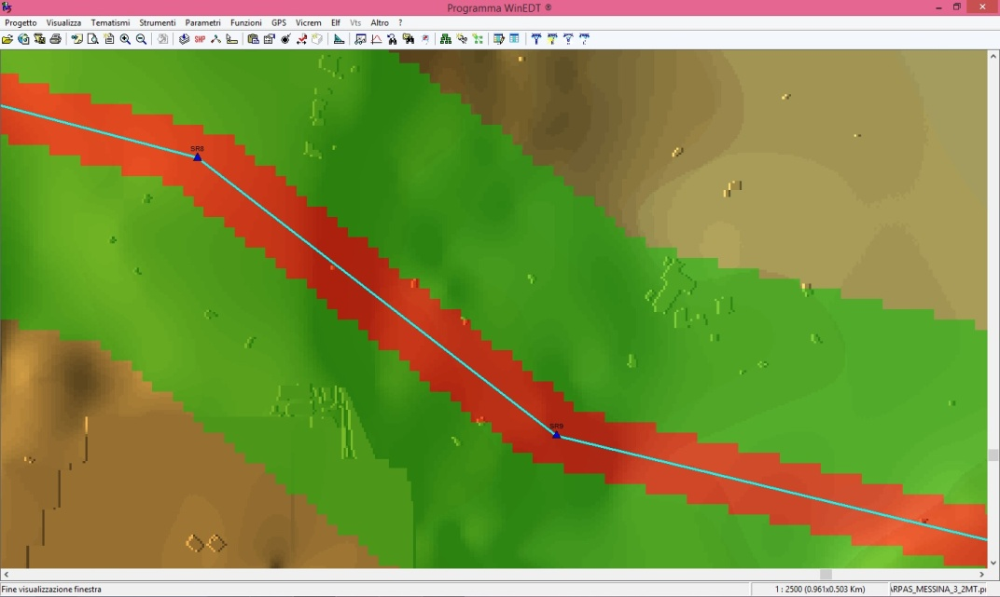 Programma WinEDT ®
Progetto Visualizza Tematismi Strumenti Parametri Funzioni GPS Vicrem Elf Vts Altro ?
SHP
SR8
SR9
Fine visualizzazione finestra
1 : 2500 (0.961x0.503 Km)
\RPAS_MESSINA_3_2MT.p